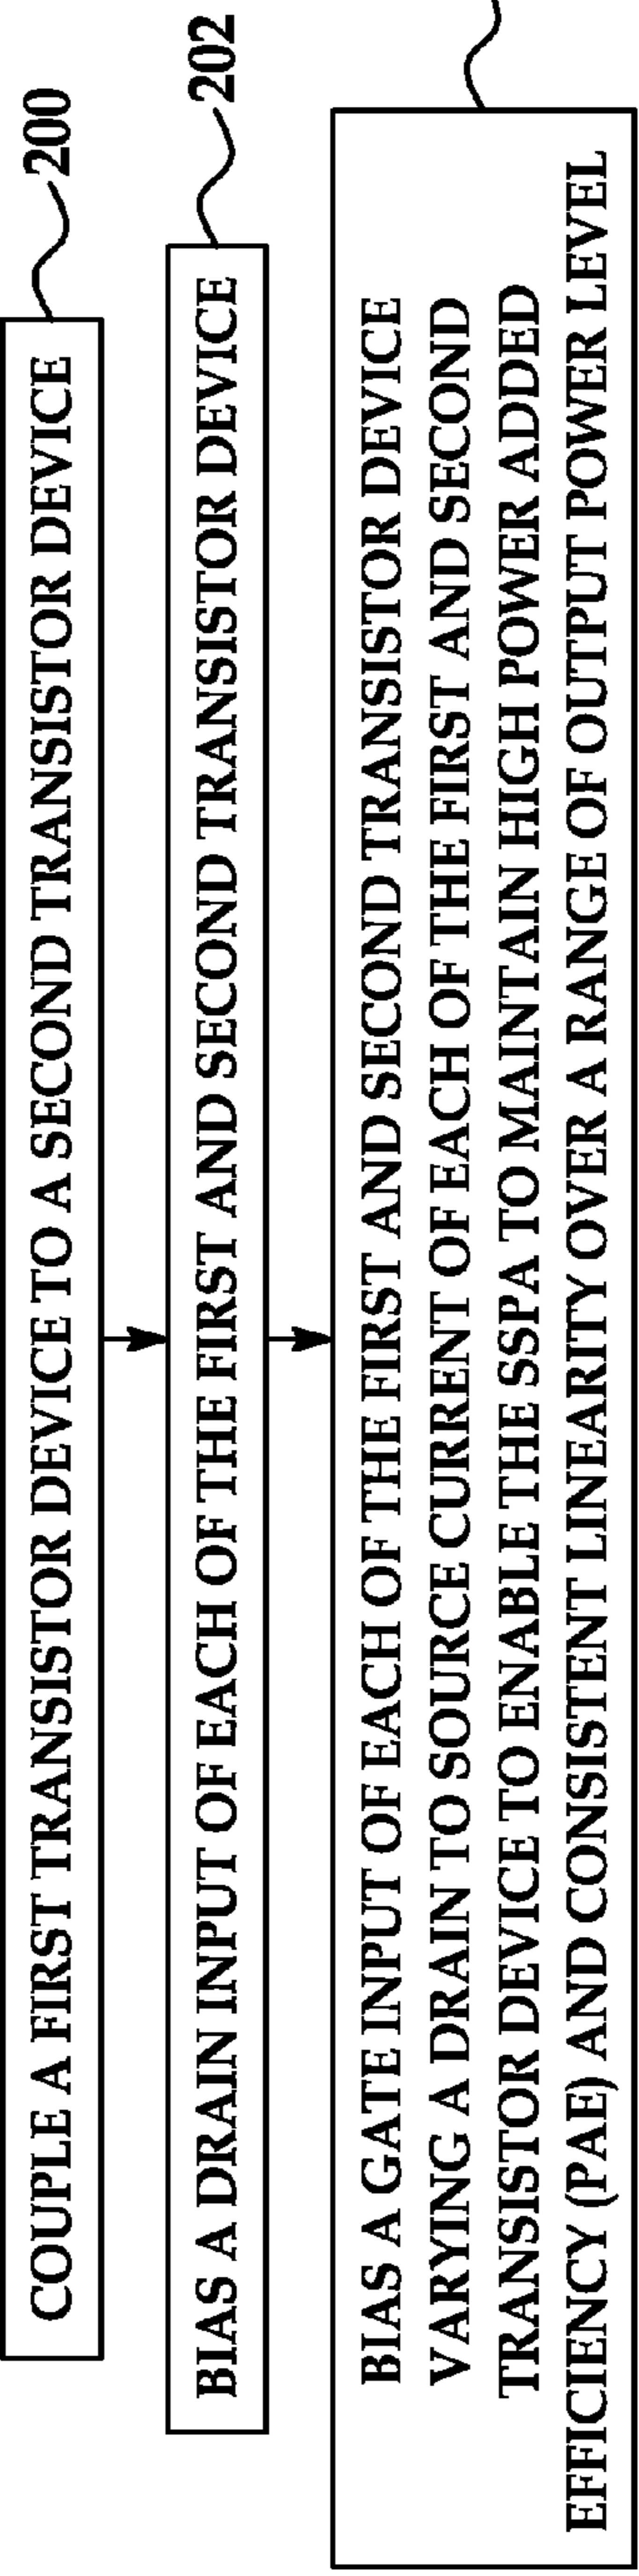 COUPLE A FIRST TRANSISTOR DEVICE TO A SECOND TRANSISTOR DEVICE
200
BIAS A DRAIN INPUT OF EACH OF THE FIRST AND SECOND TRANSISTOR DEVICE
202
BIAS A GATE INPUT OF EACH OF THE FIRST AND SECOND TRANSISTOR DEVICE
VARYING A DRAIN TO SOURCE CURRENT OF EACH OF THE FIRST AND SECOND
TRANSISTOR DEVICE TO ENABLE THE SSPA TO MAINTAIN HIGH POWER ADDED
EFFICIENCY (PAE) AND CONSISTENT LINEARITY OVER A RANGE OF OUTPUT POWER LEVEL